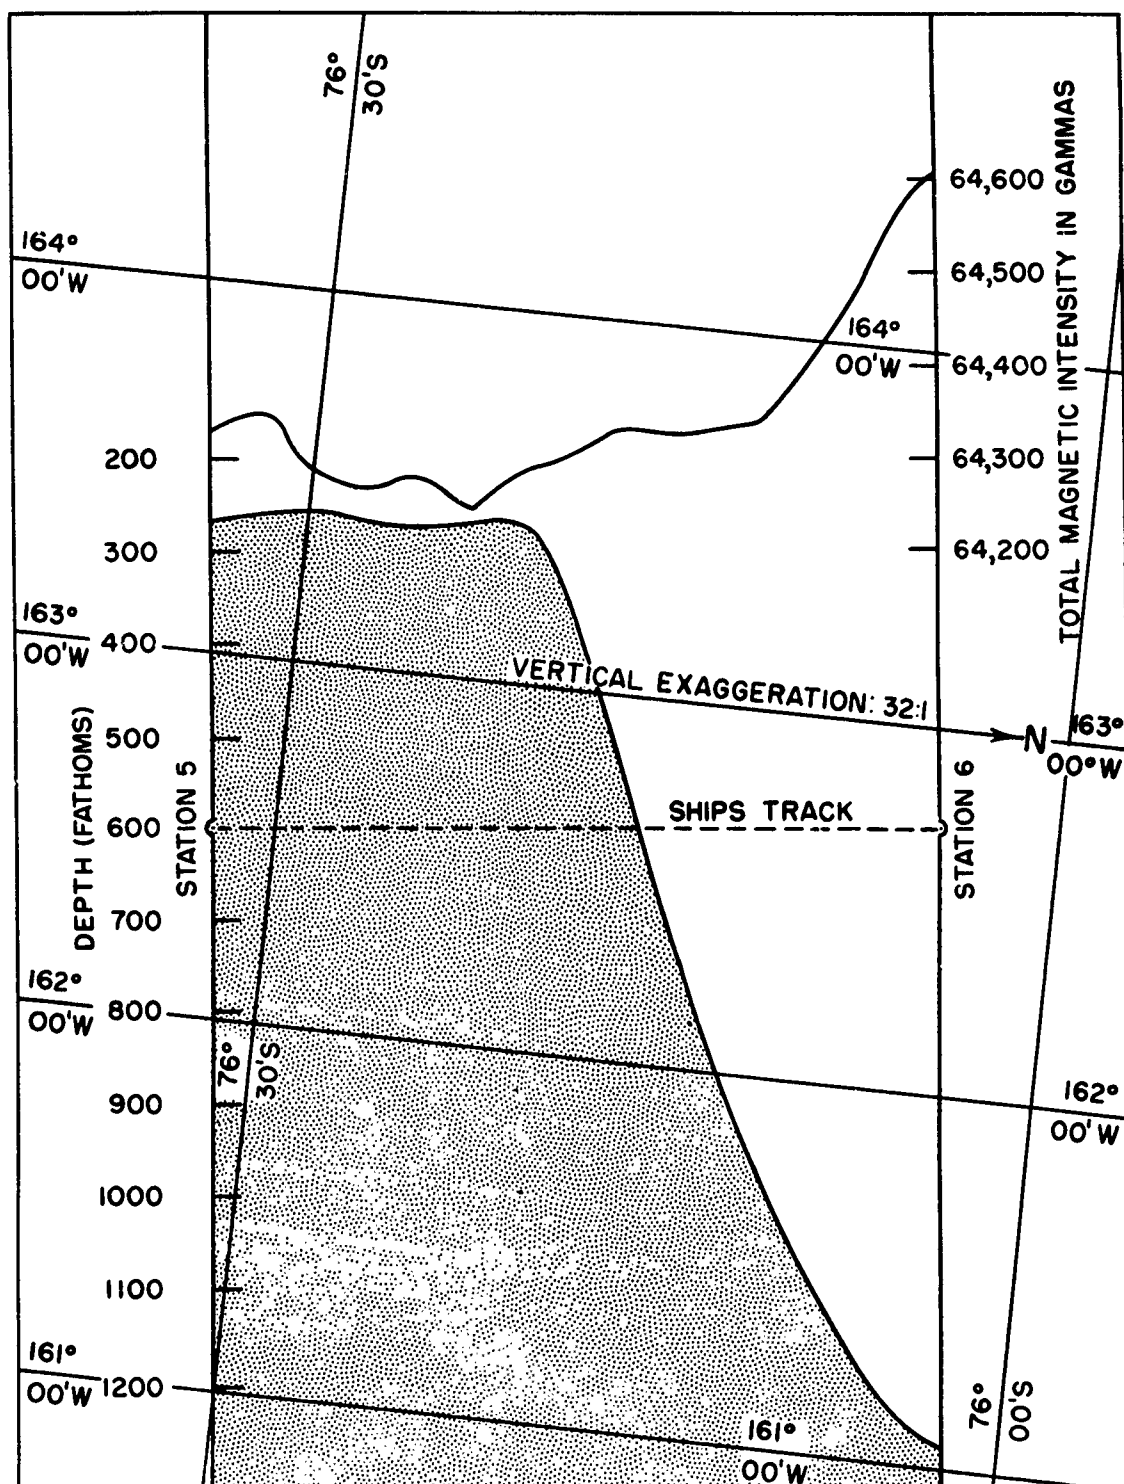 76°
30'S
64,600
TOTAL MAGNETIC INTENSITY IN GAMMAS
164°
00'W
64,500
164°
00'W
64,400
200
64,300
300
64,200
163°
00'W
400
VERTICAL EXAGGERATION: 32:1
N
163°
00°W
500
DEPTH (FATHOMS)
STATION 5
600
SHIPS TRACK
STATION 6
700
162°
00'W
800
76°
30'S
900
162°
00'W
1000
1100
161°
00'W
1200
76°
00'S
161°
00'W